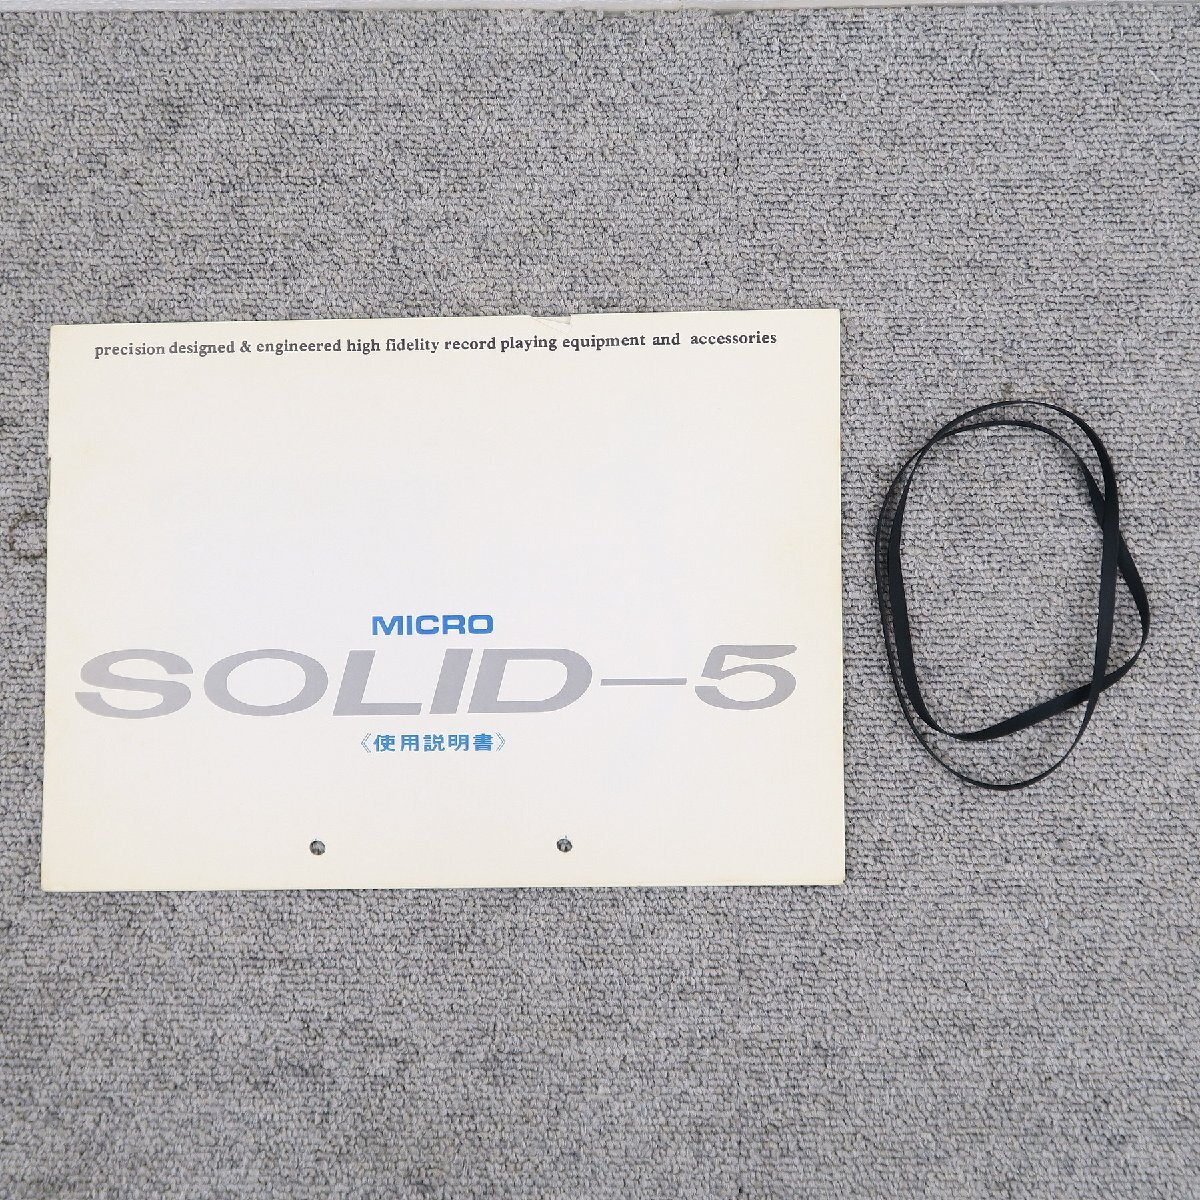 precision designed & engineered high fidelity record playing equipment and accessories
MICRO
SOLID-5
《使用説明書》